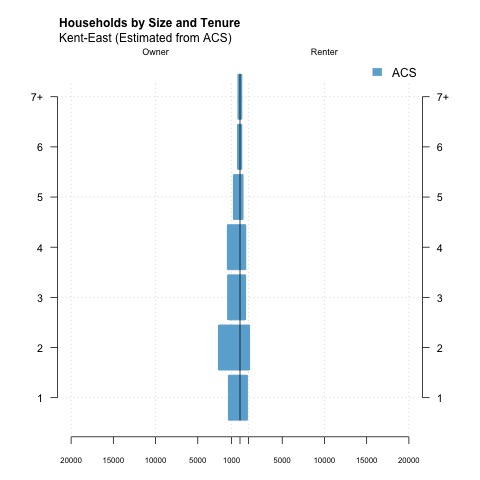 Households by Size and Tenure
Kent-East (Estimated from ACS)
Owner Renter
ACS
7+ 7+
6 6
5 5
4 4
3 3
2 2
1 1
20000 15000 10000 5000 1000 5000 10000 15000 20000